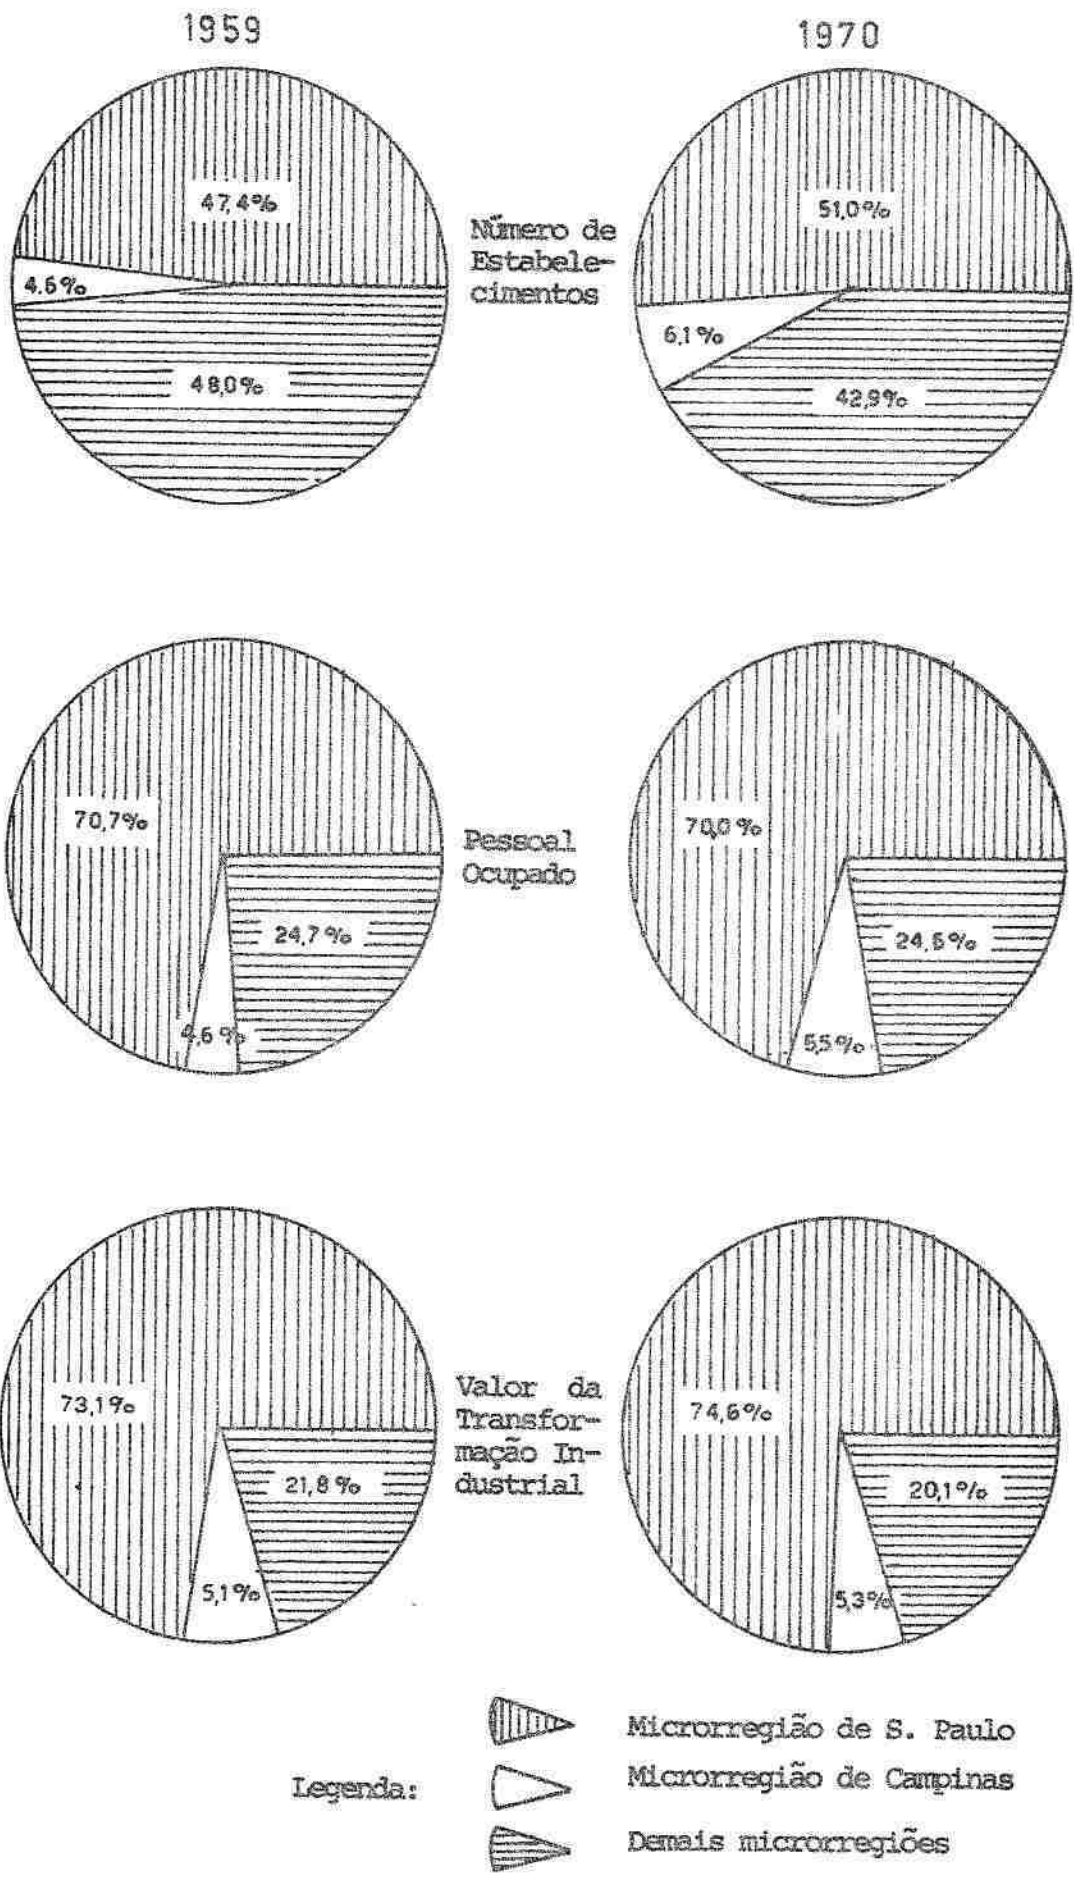 1959
1970
47,4%
4,6%
48,0%
Número de
Estabele-
cimentos
51,0%
6,1%
42,9%
70,7%
24,7%
4,6%
Pessoal
Ocupado
70,0%
24,5%
5,5%
73,1%
21,8%
5,1%
Valor da
Transfor-
mação In-
dustrial
74,6%
20,1%
5,3%
Legenda:
Microrregião de S. Paulo
Microrregião de Campinas
Demais microrregiões